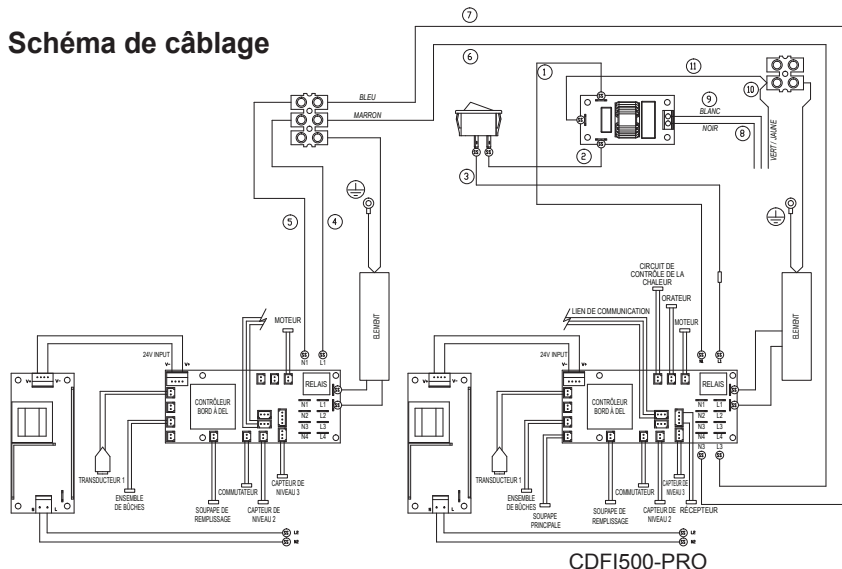 Schéma de câblage
7
6
1
11
BLEU
MARRON
10
9
BLANC
NOIR
8
VERT / JAUNE
2
3
5
4
CIRCUIT DE
CONTRÔLE DE LA
CHALEUR
ORATEUR
MOTEUR
LIEN DE COMMUNICATION
MOTEUR
ELEMENT
ELEMENT
N1 L1
24V INPUT
V- V+
V- V+
CONTRÔLEUR
BORD À DEL
RELAIS
N1 L1
N2 L2
N3 L3
N4 L4
TRANSDUCTEUR 1
ENSEMBLE
DE BÛCHES
SOUPAPE DE
REMPLISSAGE
COMMUTATEUR
CAPTEUR DE
NIVEAU 2
CAPTEUR DE
NIVEAU 3
N L
L2
N2
24V INPUT
V- V+
V- V+
CONTRÔLEUR
BORD À DEL
RELAIS
N1 L1
N2 L2
N3 L3
N4 L4
N3 L3
TRANSDUCTEUR 1
ENSEMBLE
DE BÛCHES
SOUPAPE
PRINCIPALE
SOUPAPE DE
REMPLISSAGE
COMMUTATEUR
CAPTEUR DE
NIVEAU 2
CAPTEUR DE
NIVEAU 3
RÉCEPTEUR
N L
L2
N2
CDFI500-PRO